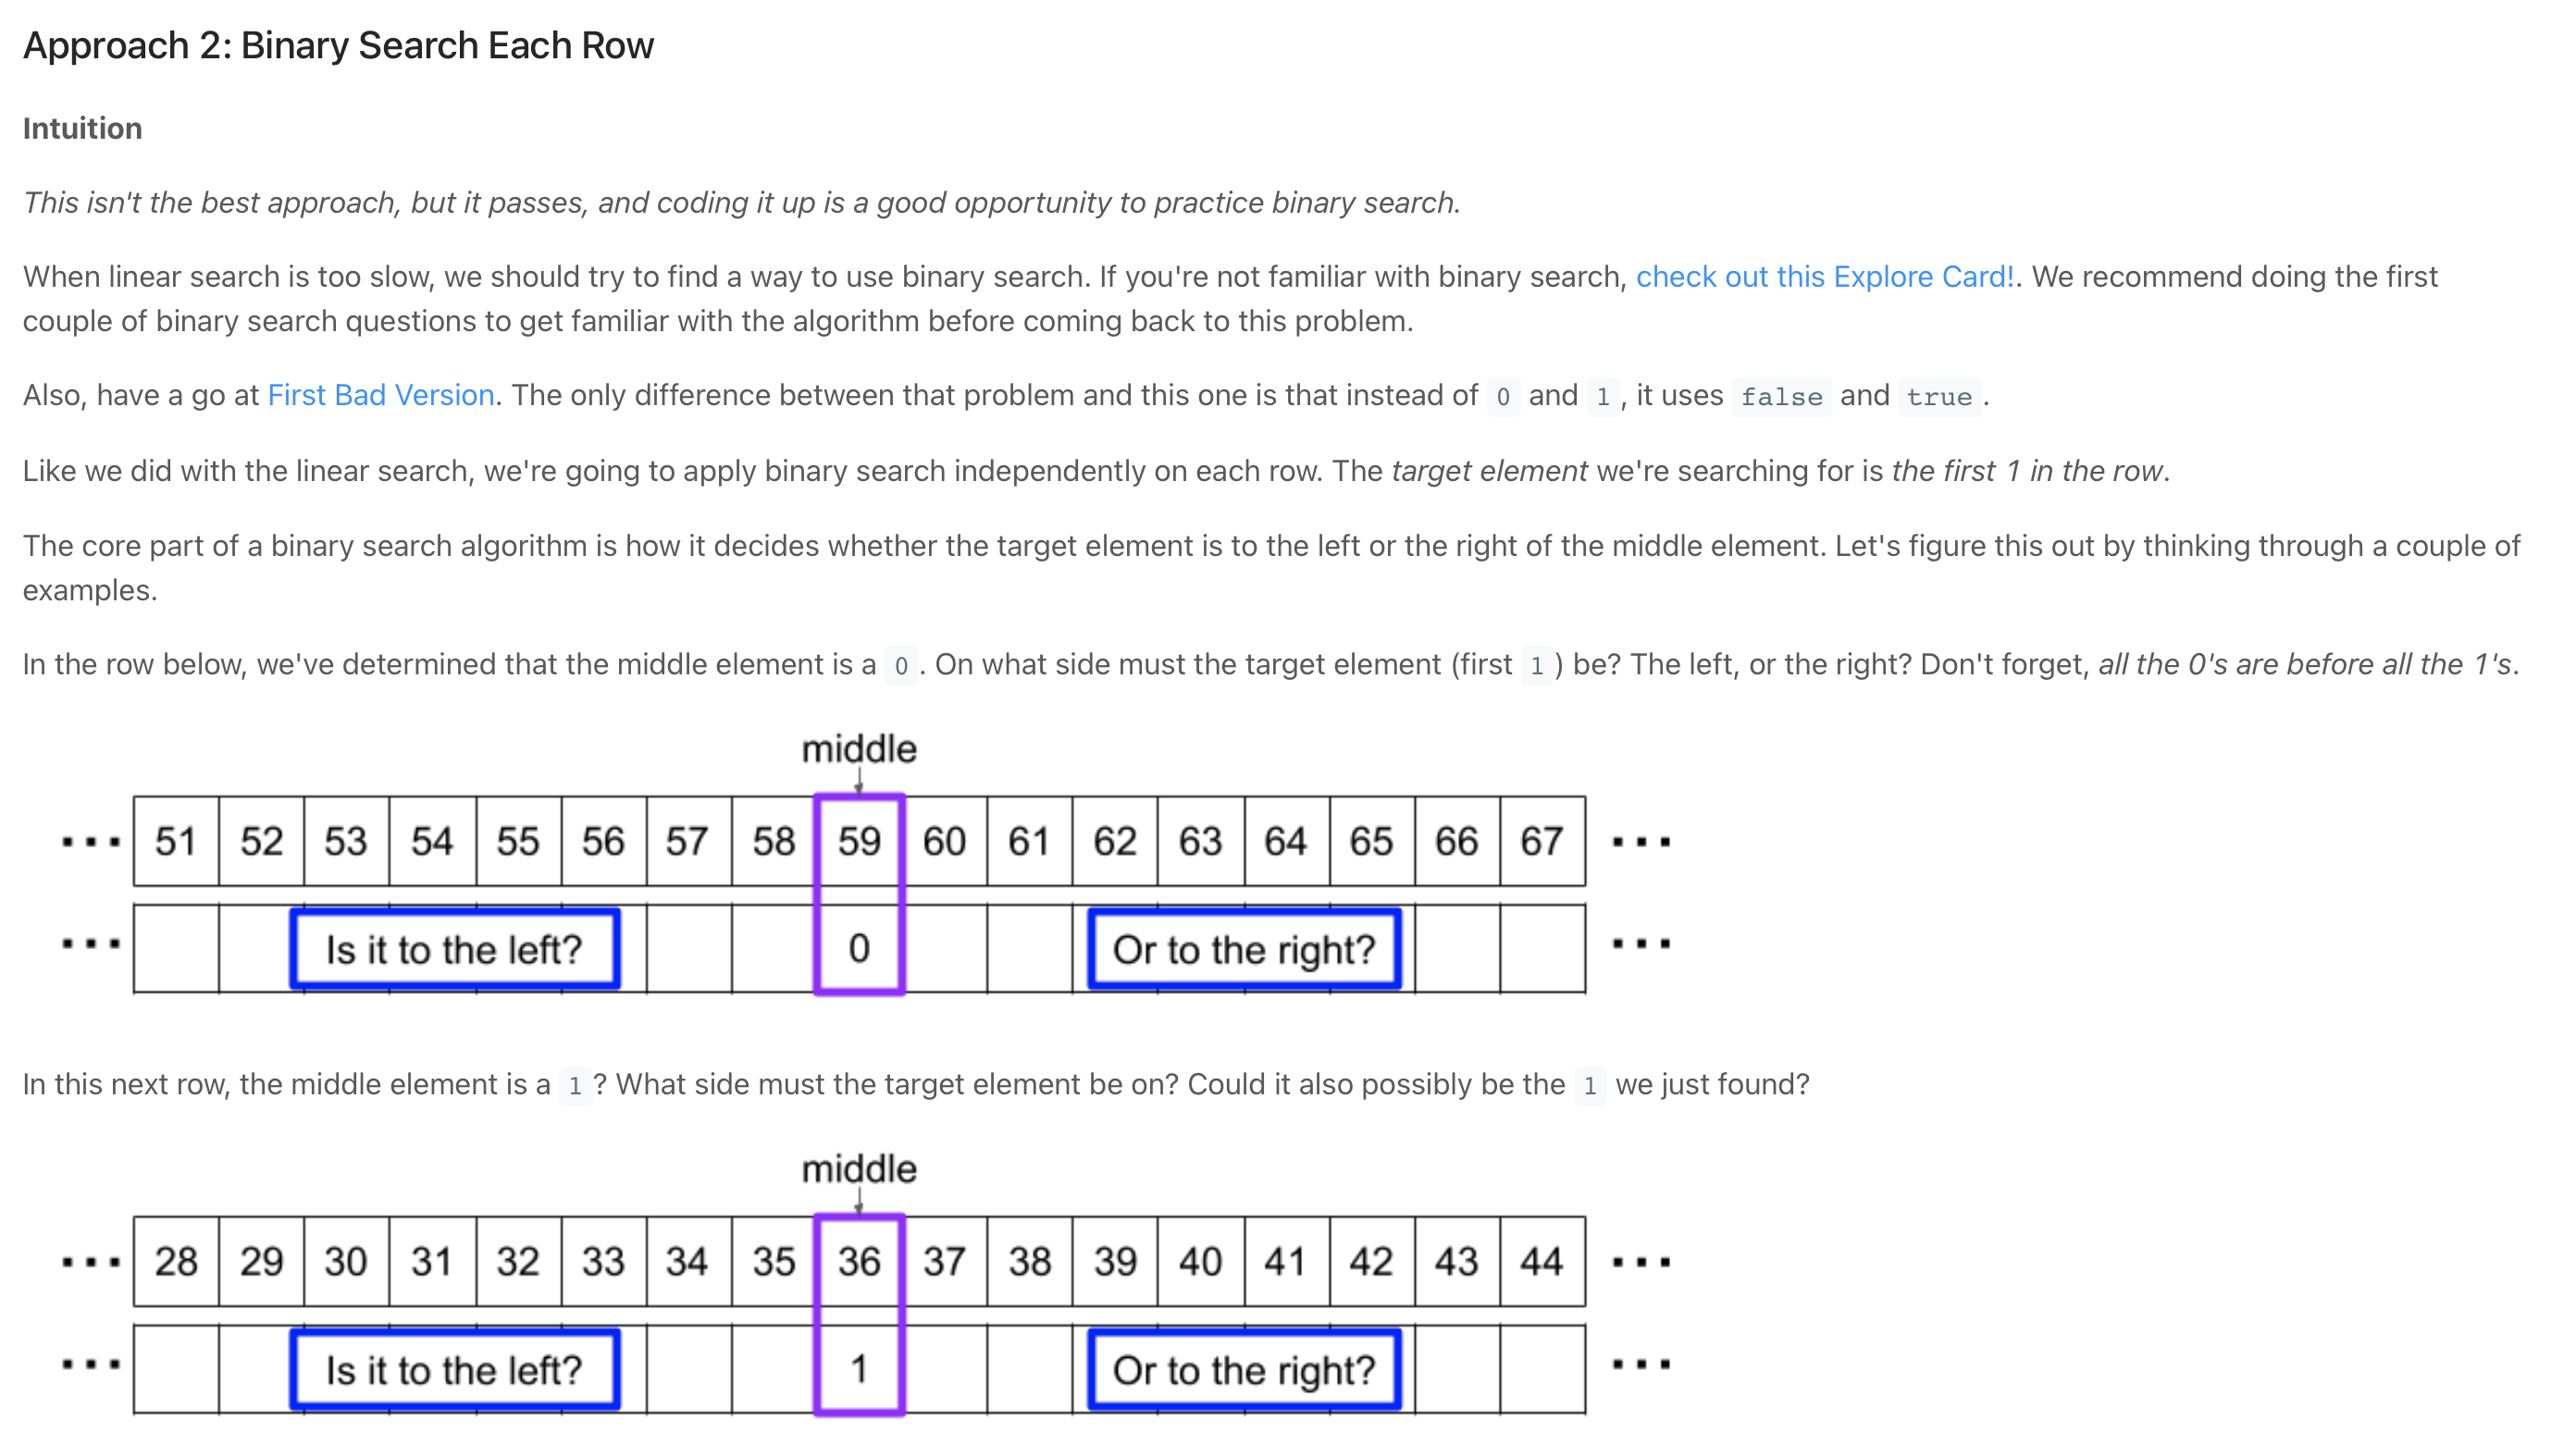 Approach 2: Binary Search Each Row
Intuition
This isn't the best approach, but it passes, and coding it up is a good opportunity to practice binary search.
When linear search is too slow, we should try to find a way to use binary search. If you're not familiar with binary search, check out this Explore Card!. We recommend doing the first
couple of binary search questions to get familiar with the algorithm before coming back to this problem.
Also, have a go at First Bad Version. The only difference between that problem and this one is that instead of 0 and 1, it uses false and true.
Like we did with the linear search, we're going to apply binary search independently on each row. The target element we're searching for is the first 1 in the row.
The core part of a binary search algorithm is how it decides whether the target element is to the left or the right of the middle element. Let's figure this out by thinking through a couple of
examples.
In the row below, we've determined that the middle element is a 0. On what side must the target element (first 1) be? The left, or the right? Don't forget, all the 0's are before all the 1's.
middle
... 51 52 53 54 55 56 57 58 59 60 61 62 63 64 65 66 67 ...
... Is it to the left? 0 Or to the right? ...
In this next row, the middle element is a 1? What side must the target element be on? Could it also possibly be the 1 we just found?
middle
... 28 29 30 31 32 33 34 35 36 37 38 39 40 41 42 43 44 ...
... Is it to the left? 1 Or to the right? ...